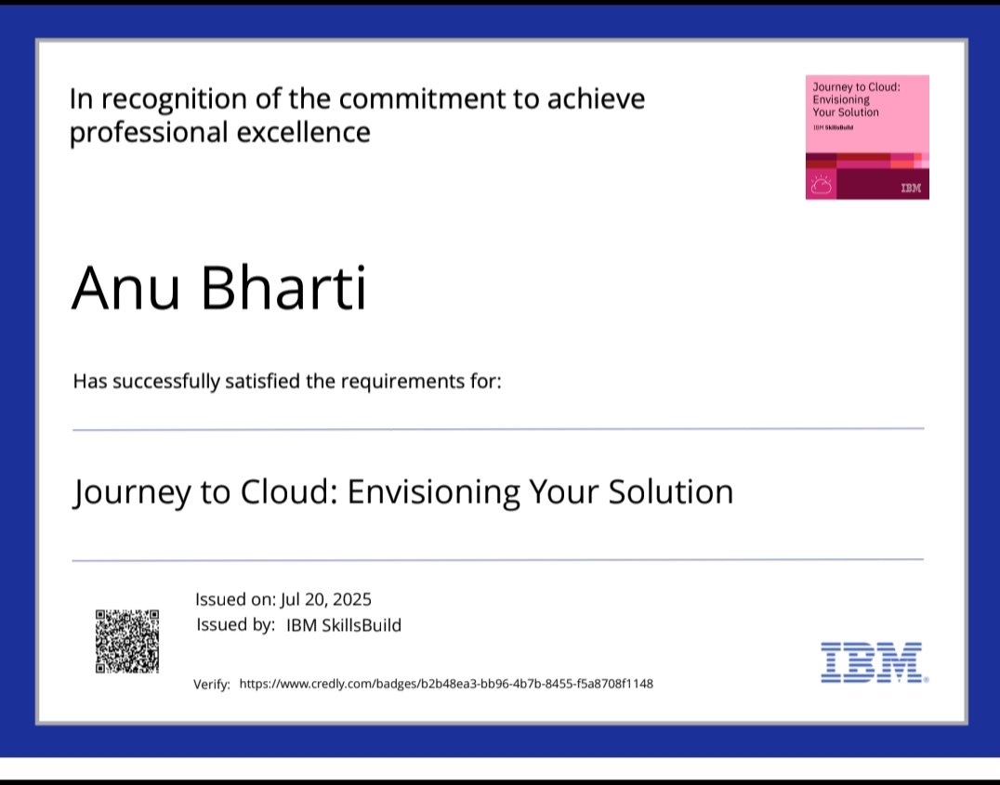 In recognition of the commitment to achieve
professional excellence
Journey to Cloud:
Envisioning
Your Solution
IBM SkillsBuild
IBM
Anu Bharti
Has successfully satisfied the requirements for:
Journey to Cloud: Envisioning Your Solution
Issued on: Jul 20, 2025
Issued by: IBM SkillsBuild
Verify: https://www.credly.com/badges/b2b48ea3-bb96-4b7b-8455-f5a8708f1148
IBM®